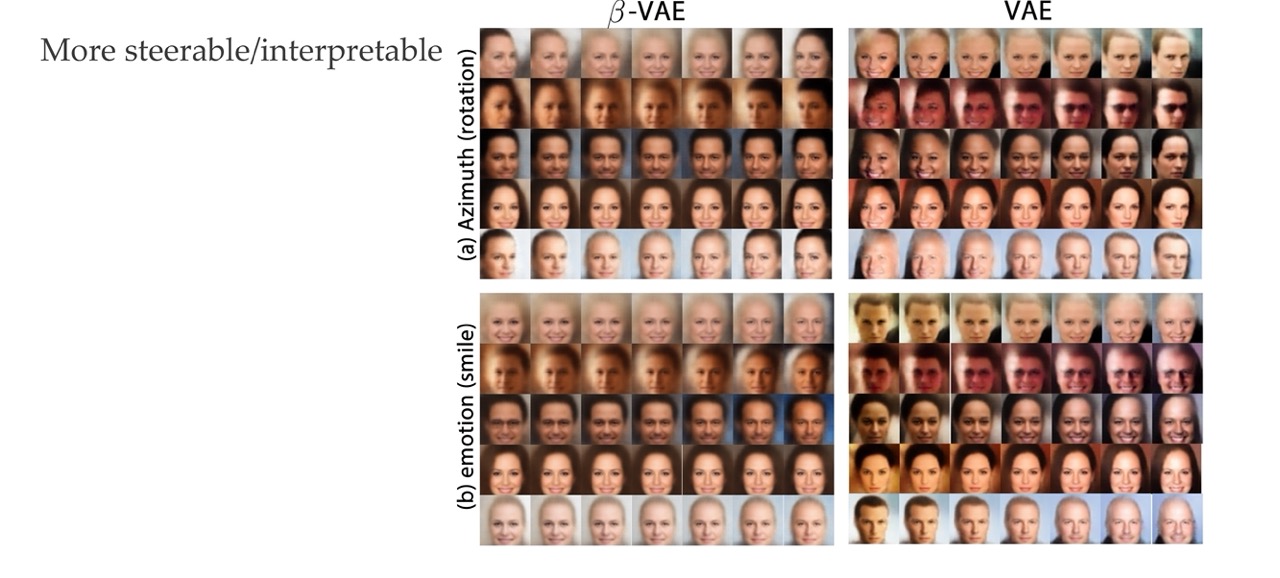 More steerable/interpretable
β-VAE
VAE
(a) Azimuth (rotation)
(b) emotion (smile)